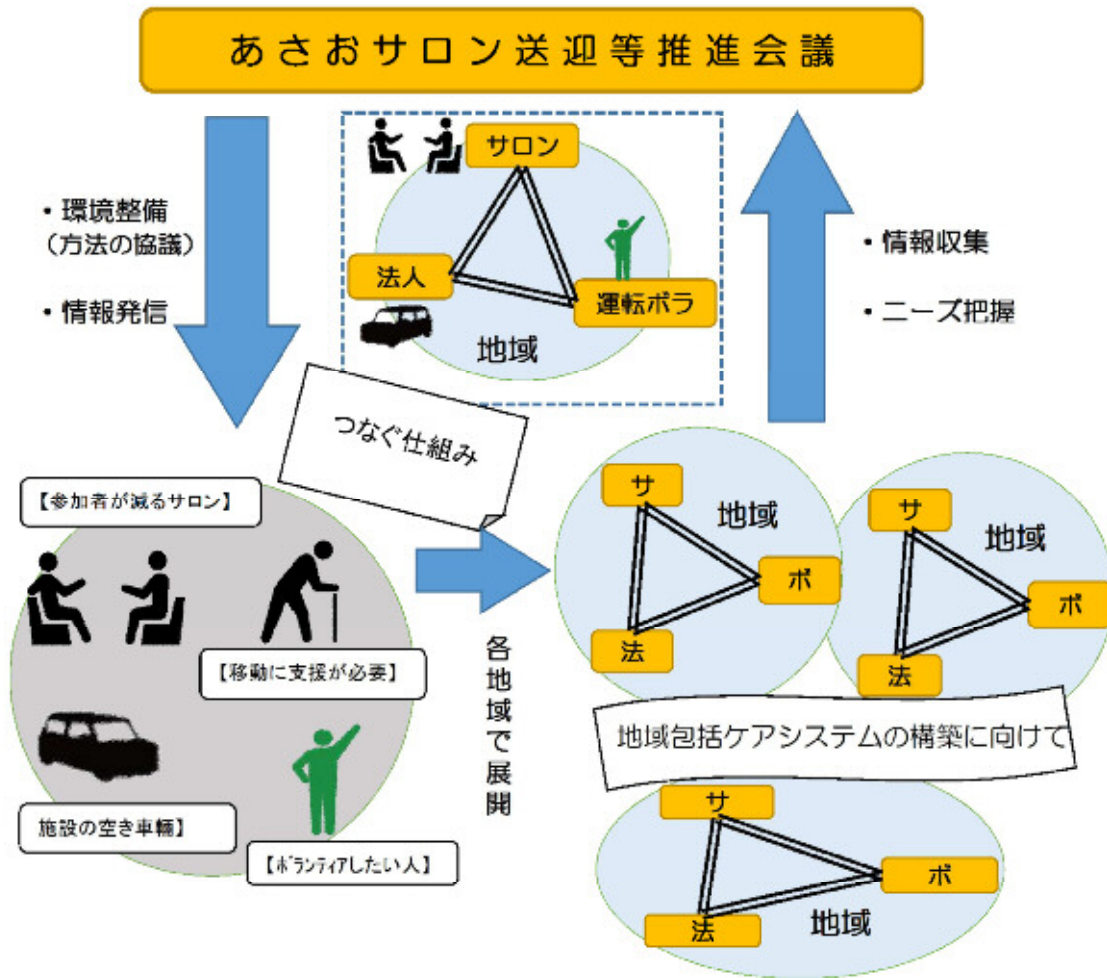 あさおサロン送迎等推進会議
サロン
法人
運転ボラ
地域
・環境整備
（方法の協議）
・情報発信
・情報収集
・ニーズ把握
つなぐ仕組み
【参加者が減るサロン】
【移動に支援が必要】
施設の空き車輛】
【ボランティアしたい人】
各地域で展開
サ
地域
ボ
法
サ
地域
ボ
法
地域包括ケアシステムの構築に向けて
サ
ボ
法
地域